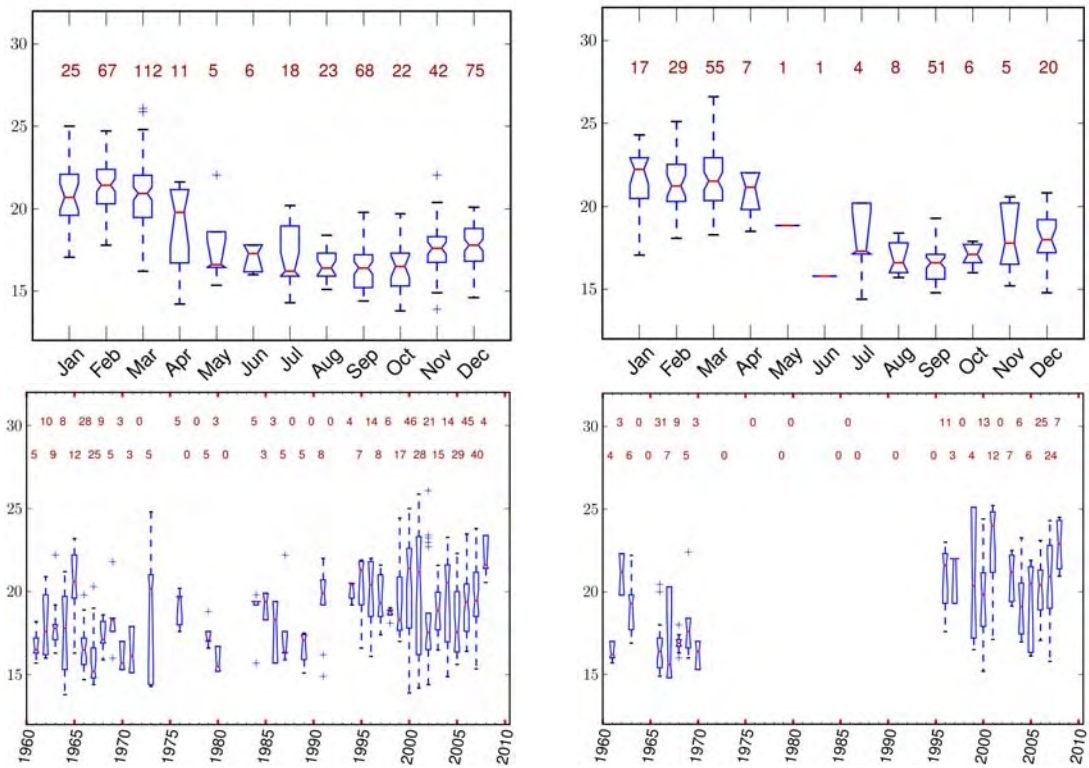 30
25
20
15
25 67 112 11 5 6 18 23 68 22 42 75
Jan Feb Mar Apr May Jun Jul Aug Sep Oct Nov Dec
30
25
20
15
17 29 55 7 1 1 4 8 51 6 5 20
Jan Feb Mar Apr May Jun Jul Aug Sep Oct Nov Dec
30
25
20
15
10 8 28 9 3 0 5 0 3 5 3 0 4 14 6 46 21 14 45 4
5 9 12 25 3 5 0 5 0 3 5 5 8 7 8 17 28 15 29 40
1960 1965 1970 1975 1980 1985 1990 1995 2000 2005 2010
30
25
20
15
3 0 31 9 3 0 0 0 11 0 13 0 6 25 7
4 6 0 7 5 0 0 0 0 0 3 4 12 7 6 24
1960 1965 1970 1975 1980 1985 1990 1995 2000 2005 2010